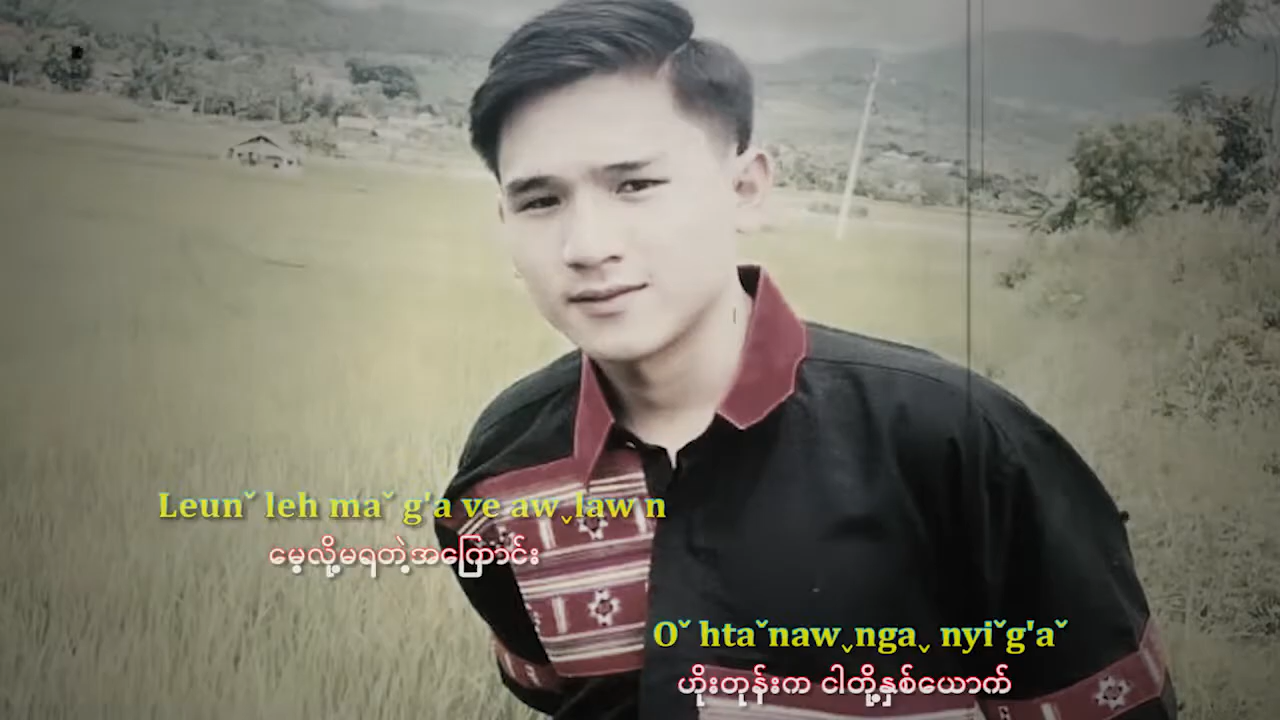 Leunˇ leh maˇ g'a ve awˬlaw n
မေ့လို့မရတဲ့အကြောင်း
Oˇ htaˇnawˬngaˬ nyiˇg'aˇ
ဟိုးတုန်းက ငါတို့နှစ်ယောက်